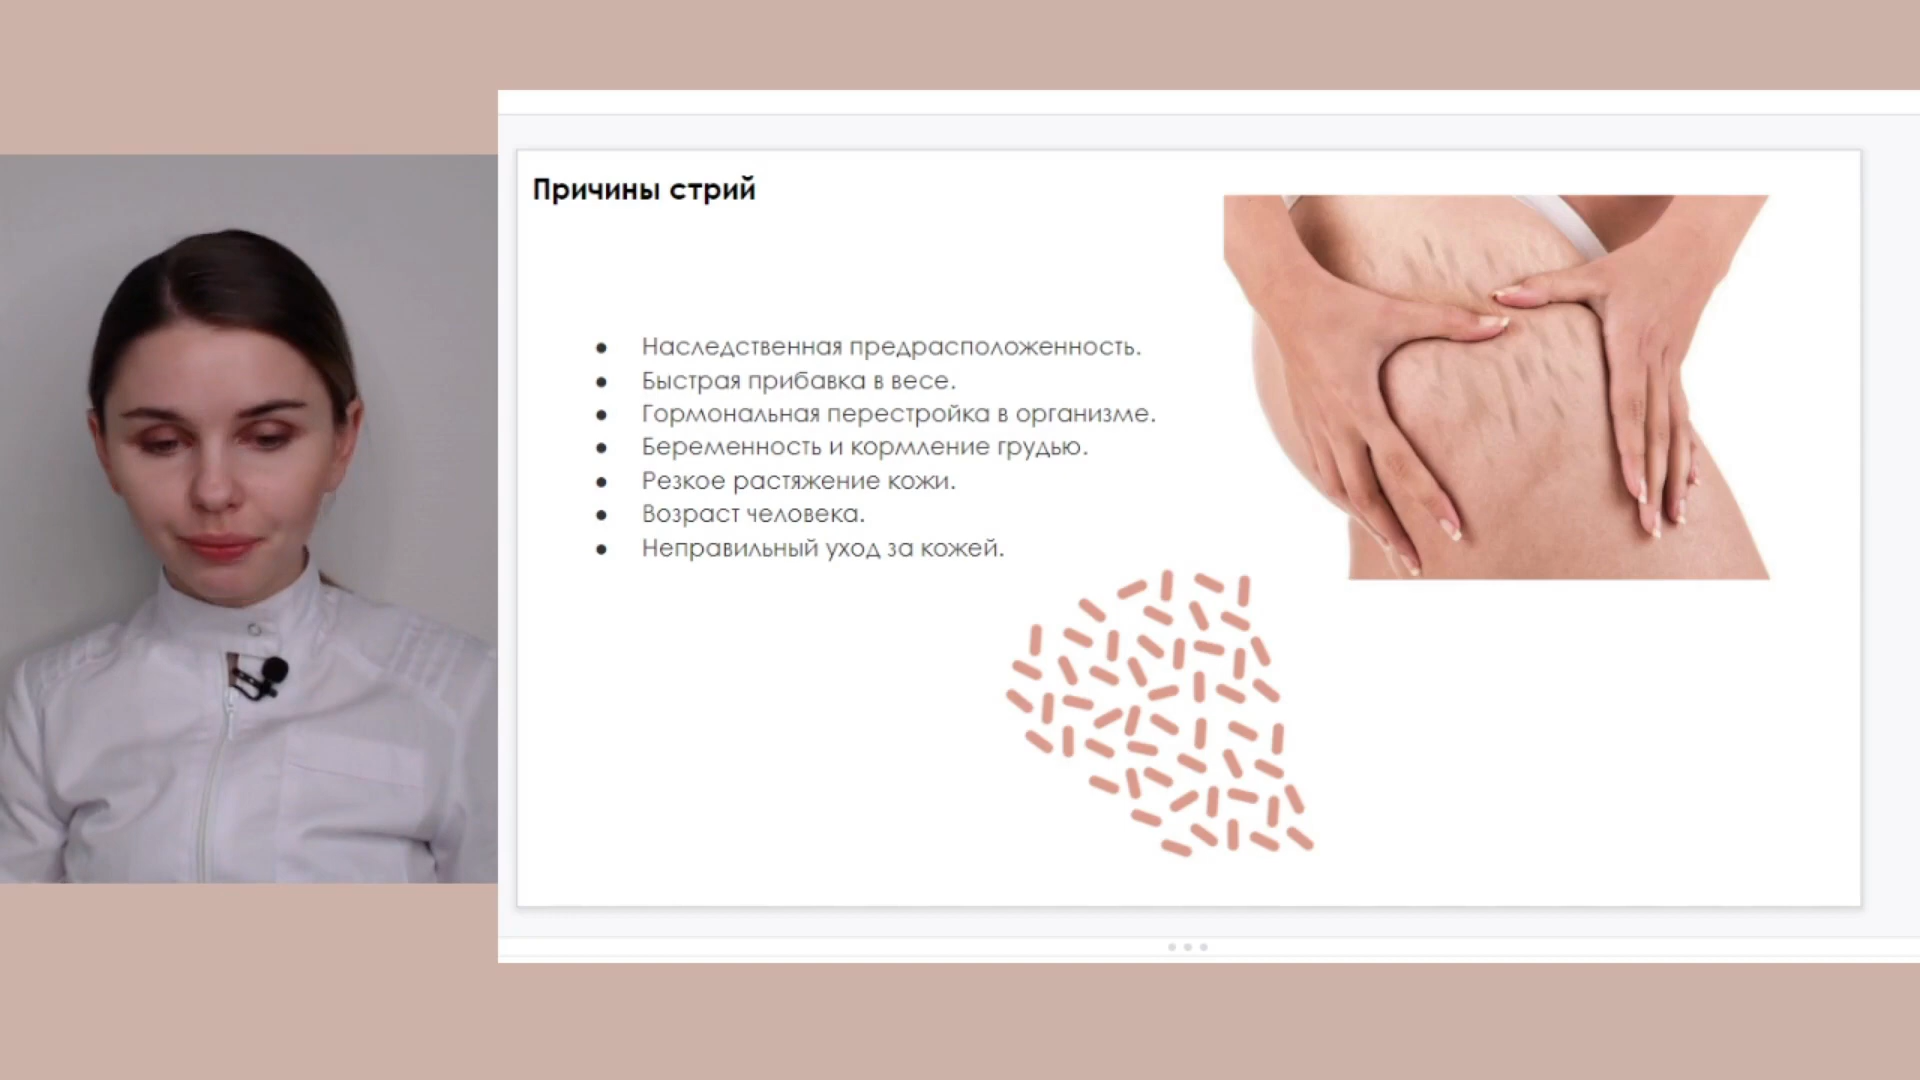 Причины стрий
● Наследственная предрасположенность.
● Быстрая прибавка в весе.
● Гормональная перестройка в организме.
● Беременность и кормление грудью.
● Резкое растяжение кожи.
● Возраст человека.
● Неправильный уход за кожей.